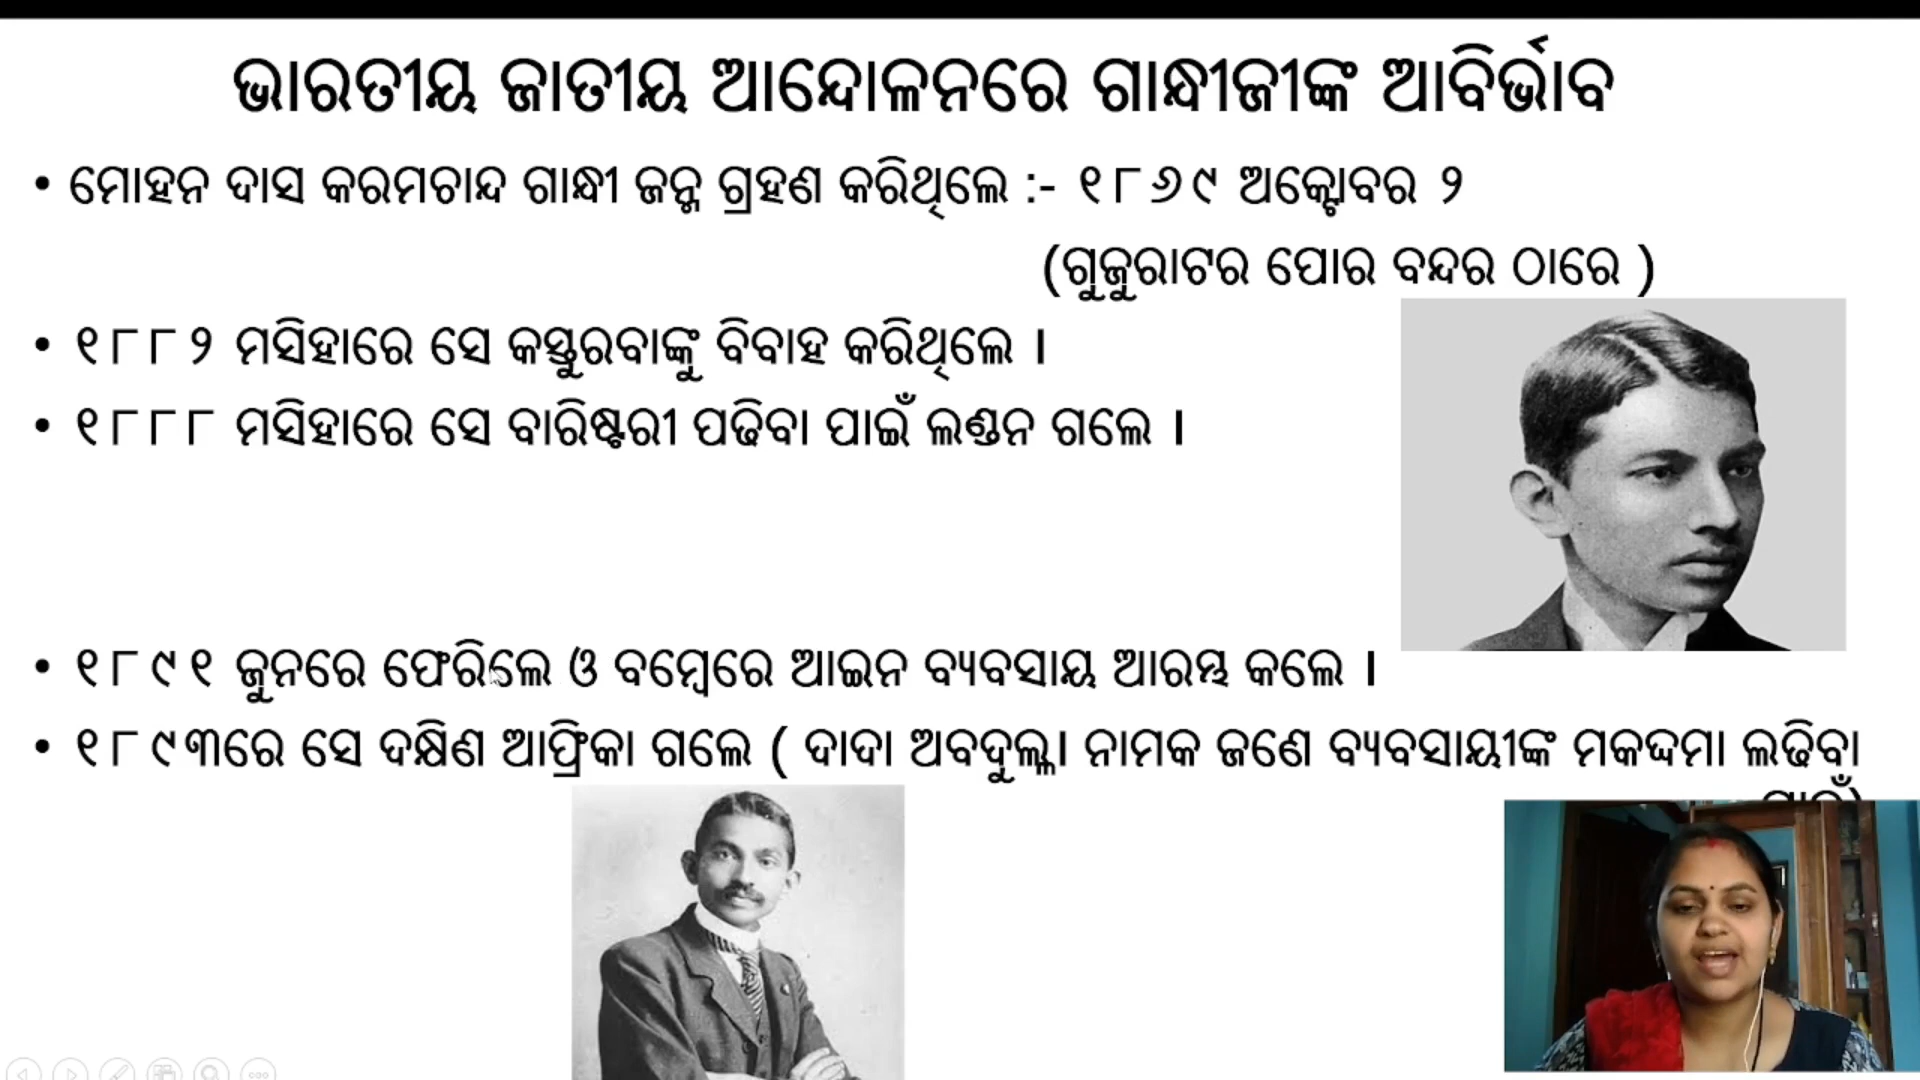 ଭାରତୀୟ ଜାତୀୟ ଆନ୍ଦୋଳନରେ ଗାନ୍ଧୀଜୀଙ୍କ ଆବିର୍ଭାବ
• ମୋହନ ଦାସ କରମଚାନ୍ଦ ଗାନ୍ଧୀ ଜନ୍ମ ଗ୍ରହଣ କରିଥିଲେ :- ୧୮୬୯ ଅକ୍ଟୋବର ୨
(ଗୁଜୁରାଟର ପୋର ବନ୍ଦର ଠାରେ )
• ୧୮୮୨ ମସିହାରେ ସେ କସ୍ତୁରବାଙ୍କୁ ବିବାହ କରିଥିଲେ ।
• ୧୮୮୮ ମସିହାରେ ସେ ବାରିଷ୍ଟରୀ ପଢିବା ପାଇଁ ଲଣ୍ଡନ ଗଲେ ।
• ୧୮୯୧ ଜୁନରେ ଫେରିଲେ ଓ ବମ୍ବେରେ ଆଇନ ବ୍ୟବସାୟ ଆରମ୍ଭ କଲେ ।
• ୧୮୯୩ରେ ସେ ଦକ୍ଷିଣ ଆଫ୍ରିକା ଗଲେ ( ଦାଦା ଅବଦୁଲ୍ଲା ନାମକ ଜଣେ ବ୍ୟବସାୟୀଙ୍କ ମକଦ୍ଦମା ଲଢିବା